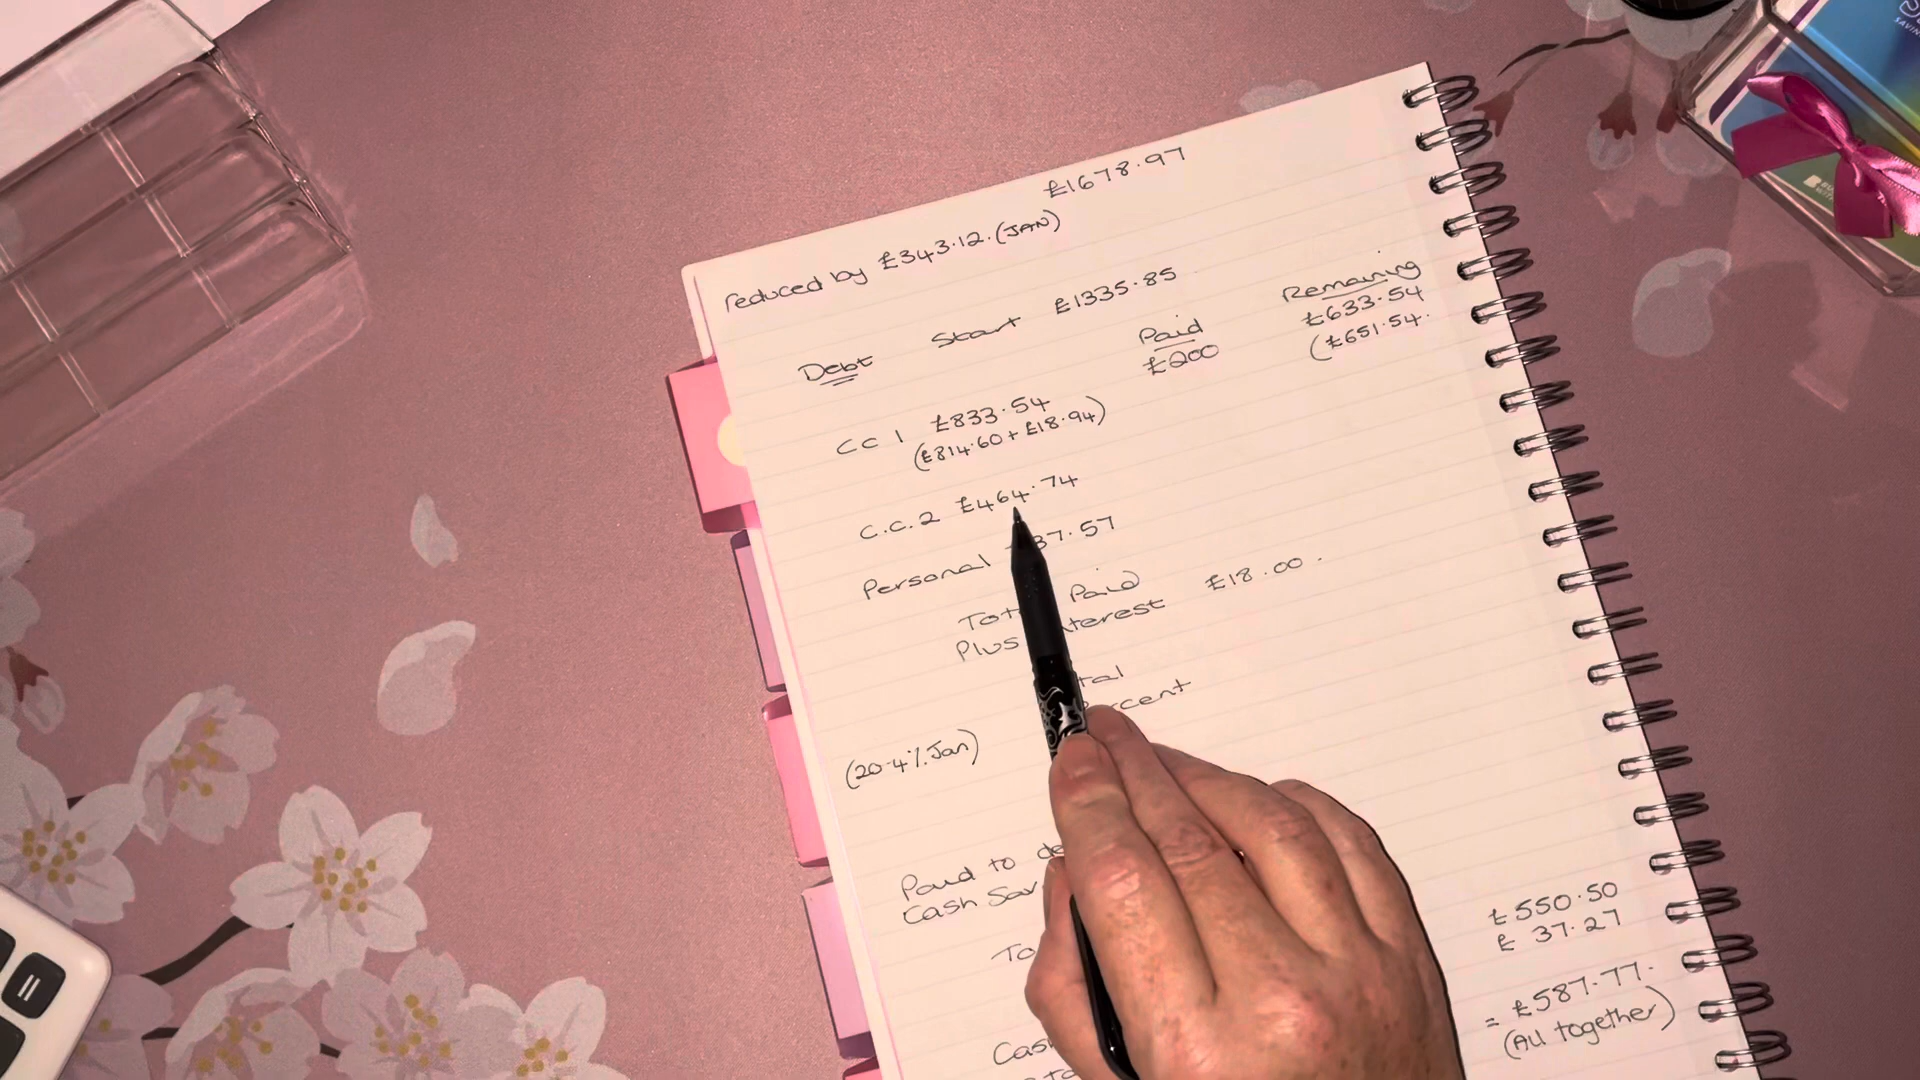 £1678.97
reduced by £343.12.(JAN)
Start £1335.85
Debt Paid Remaining
£200 £633.54
(£651.54.
CC 1 £833.54
(£814.60 + £18.94)
C.C.2 £464.74
Personal 37.57
Paid
Plus £18.00.
(20.4% Jan)
Paid to
Cash
£550.50
£ 37.27
= £587.77.
(All together)